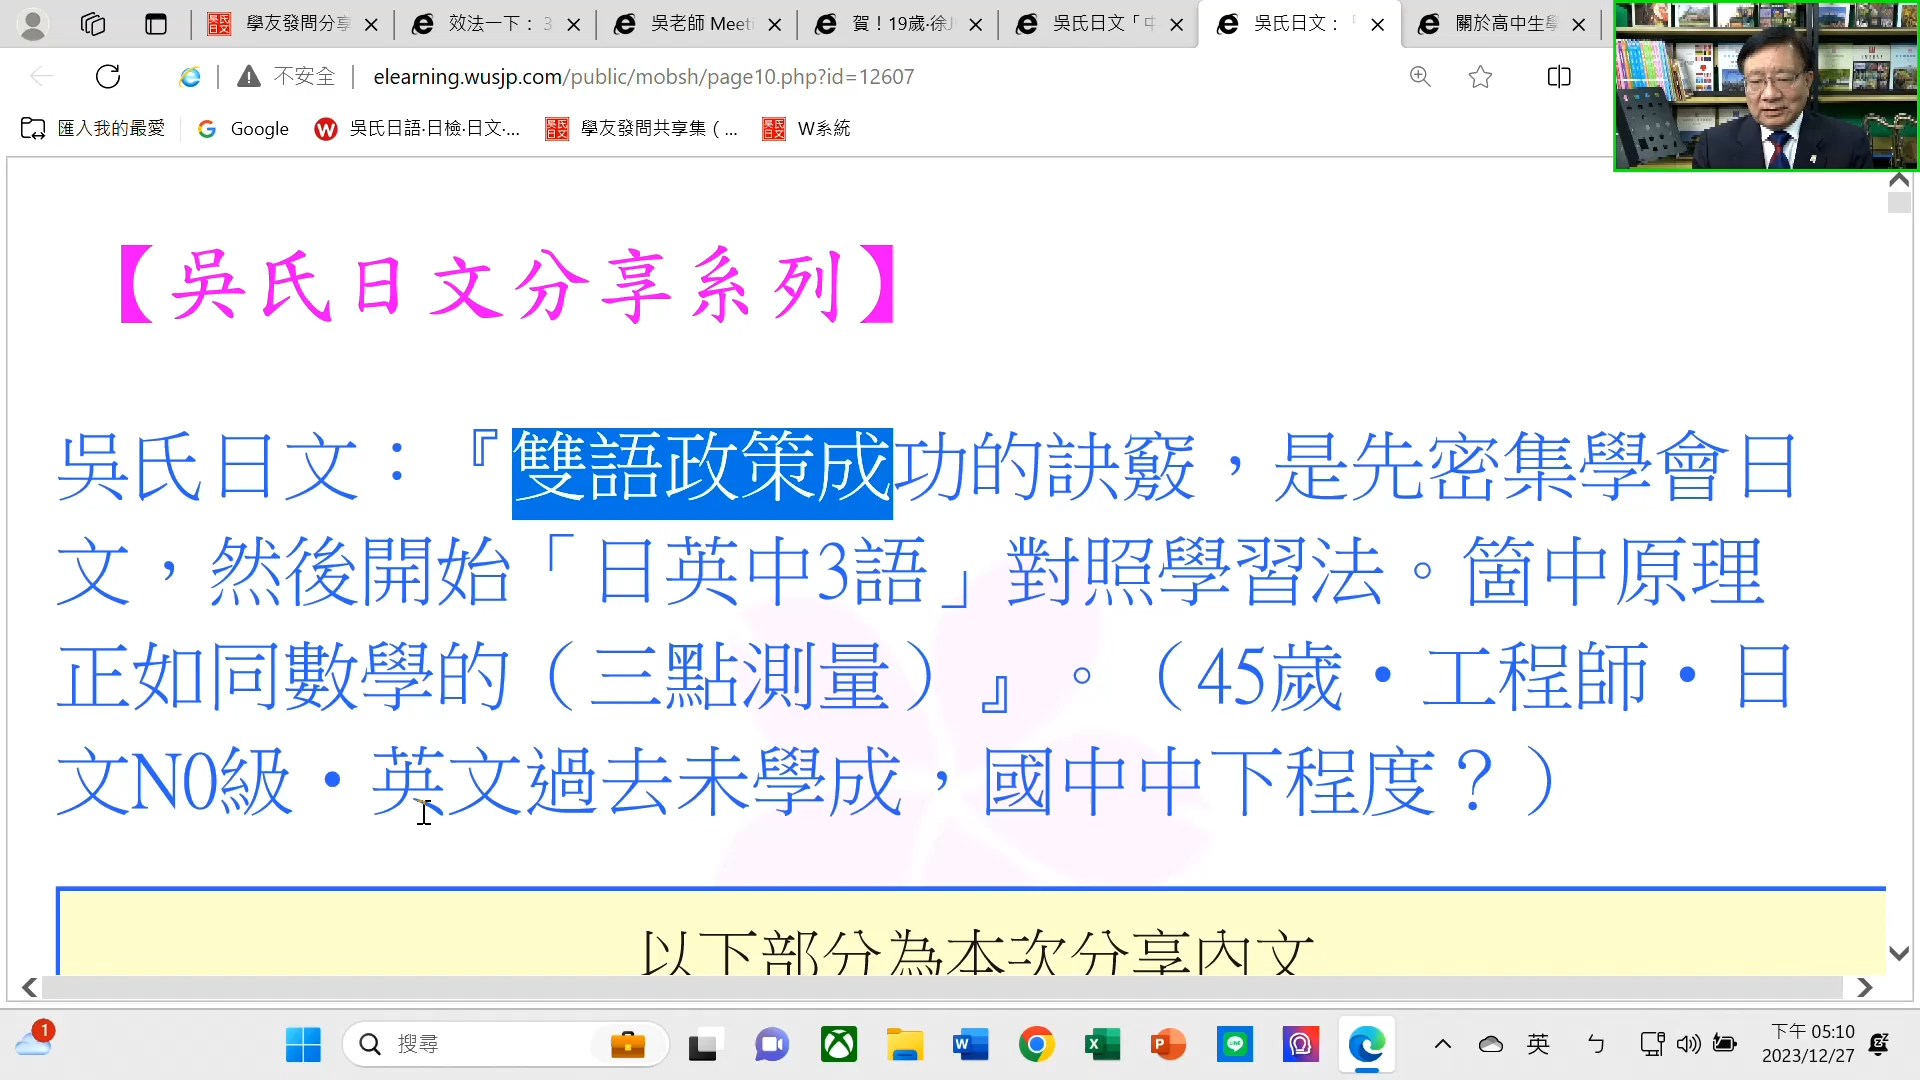 學友發問分享
效法一下：3
吳老師 Meeti
賀！19歲·徐
吳氏日文「中
吳氏日文：『
關於高中生學
不安全
elearning.wusjp.com/public/mobsh/page10.php?id=12607
匯入我的最愛
Google
吳氏日語·日檢·日文·...
學友發問共享集（...
W系統
【吳氏日文分享系列】
吳氏日文：『雙語政策成功的訣竅，是先密集學會日
文，然後開始「日英中3語」對照學習法。箇中原理
正如同數學的（三點測量）』。（45歲•工程師•日
文N0級•英文過去未學成，國中中下程度？）
以下部分為本次分享內文
1
搜尋
英
ㄅ
下午 05:10
2023/12/27